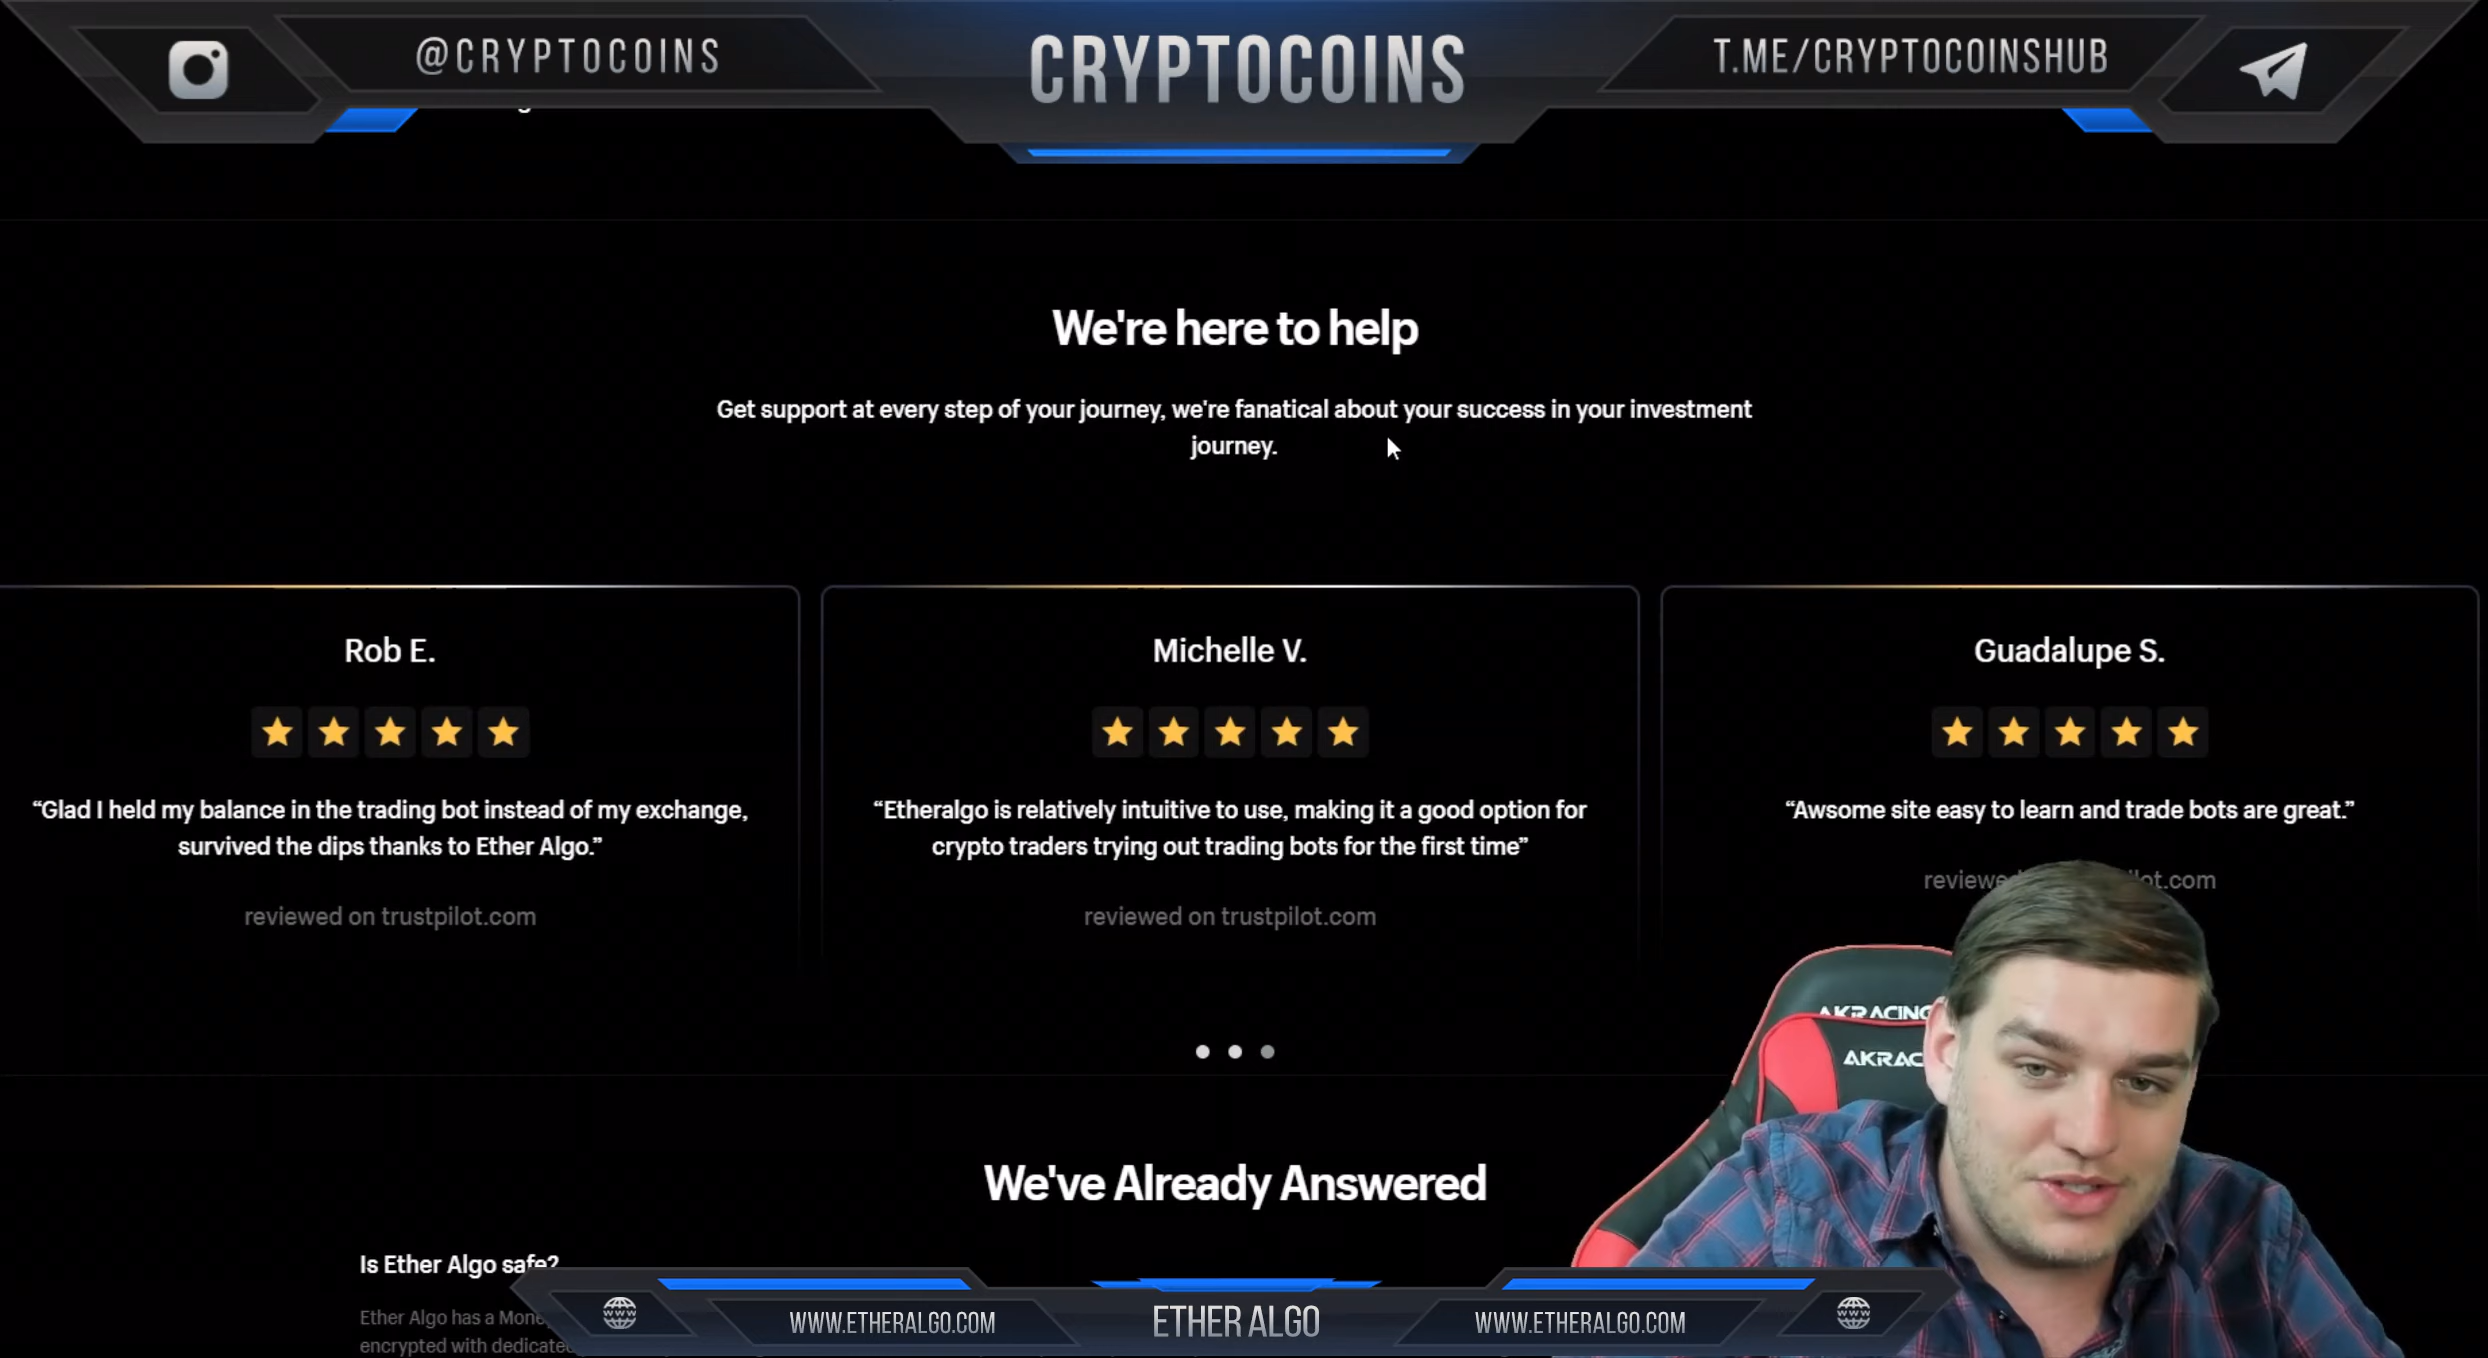 @CRYPTOCOINS
CRYPTOCOINS
T.ME/CRYPTOCOINSHUB
We're here to help
Get support at every step of your journey, we're fanatical about your success in your investment
journey.
Rob E.
“Glad I held my balance in the trading bot instead of my exchange,
survived the dips thanks to Ether Algo.”
reviewed on trustpilot.com
Michelle V.
“Etheralgo is relatively intuitive to use, making it a good option for
crypto traders trying out trading bots for the first time”
reviewed on trustpilot.com
Guadalupe S.
“Awsome site easy to learn and trade bots are great.”
AKRACING
We've Already Answered
Is Ether Algo safe?
Ether Algo has a
encrypted with
WWW.ETHERALGO.COM
ETHER ALGO
WWW.ETHERALGO.COM